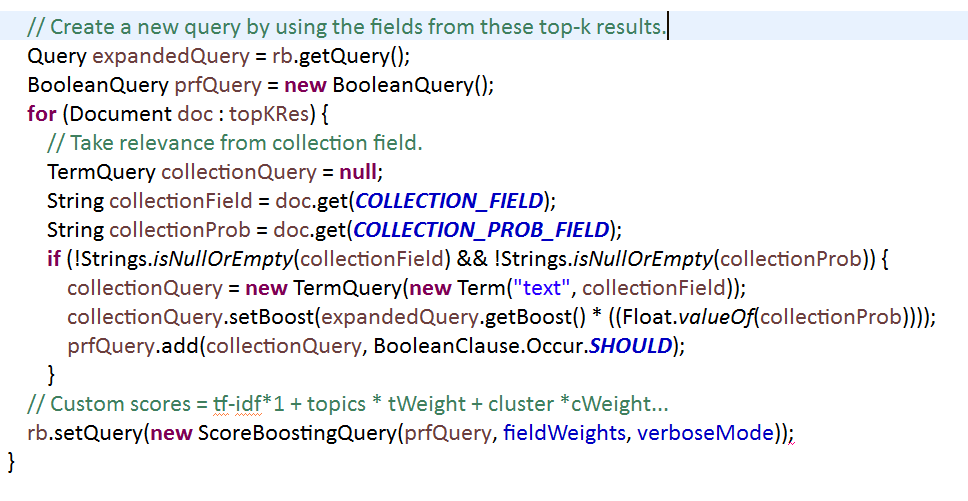 // Create a new query by using the fields from these top-k results.
Query expandedQuery = rb.getQuery();
BooleanQuery prfQuery = new BooleanQuery();
for (Document doc : topKRes) {
// Take relevance from collection field.
TermQuery collectionQuery = null;
String collectionField = doc.get(COLLECTION_FIELD);
String collectionProb = doc.get(COLLECTION_PROB_FIELD);
if (!Strings.isNullOrEmpty(collectionField) && !Strings.isNullOrEmpty(collectionProb)) {
collectionQuery = new TermQuery(new Term("text", collectionField));
collectionQuery.setBoost(expandedQuery.getBoost() * ((Float.valueOf(collectionProb))));
prfQuery.add(collectionQuery, BooleanClause.Occur.SHOULD);
}
// Custom scores = tf-idf*1 + topics * tWeight + cluster *cWeight...
rb.setQuery(new ScoreBoostingQuery(prfQuery, fieldWeights, verboseMode));
}